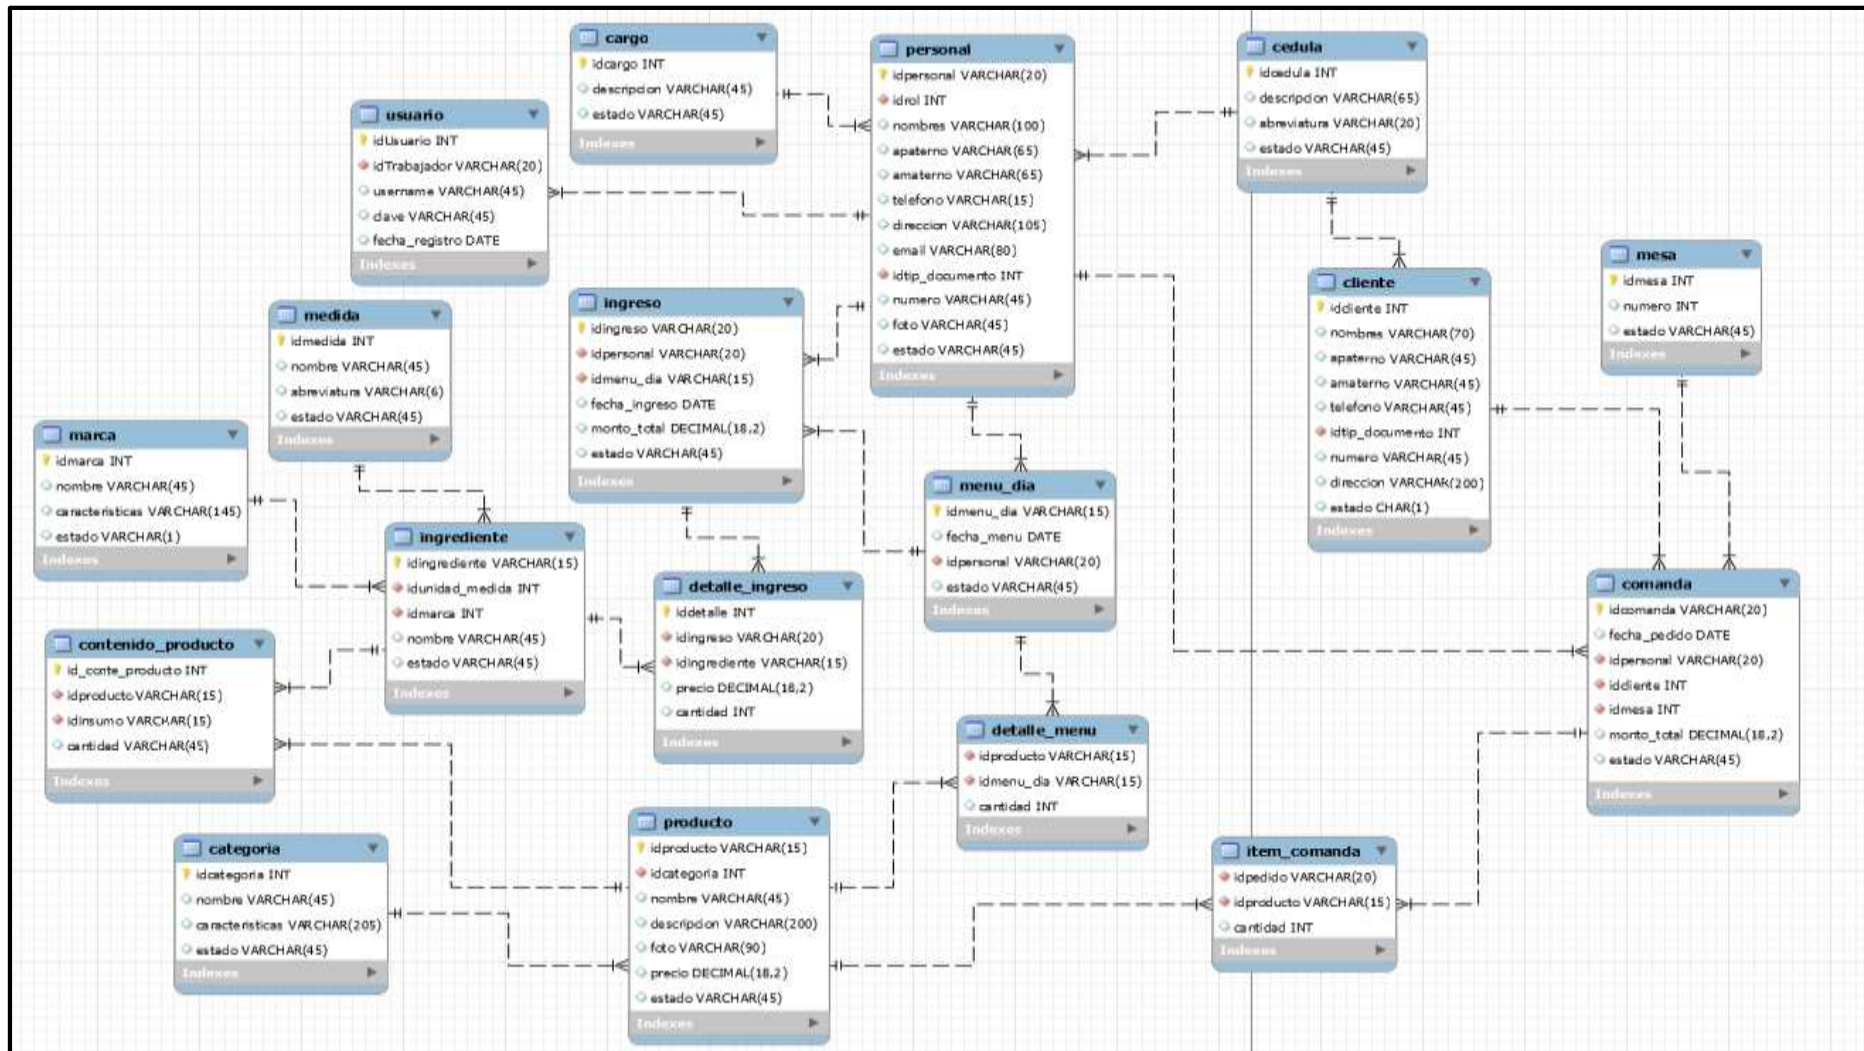 cargo
idcargo INT
descripcion VARCHAR(45)
estado VARCHAR(45)
Indexes
personal
idpersonal VARCHAR(20)
idrol INT
nombres VARCHAR(100)
apaterno VARCHAR(65)
amaterno VARCHAR(65)
telefono VARCHAR(15)
direccion VARCHAR(105)
email VARCHAR(80)
idtip_documento INT
numero VARCHAR(45)
foto VARCHAR(45)
estado VARCHAR(45)
Indexes
cedula
idcedula INT
descripcion VARCHAR(65)
abreviatura VARCHAR(20)
estado VARCHAR(45)
Indexes
usuario
idUsuario INT
idTrabajador VARCHAR(20)
username VARCHAR(45)
clave VARCHAR(45)
fecha_registro DATE
Indexes
mesa
idmesa INT
numero INT
estado VARCHAR(45)
Indexes
cliente
idcliente INT
nombres VARCHAR(70)
apaterno VARCHAR(45)
amaterno VARCHAR(45)
telefono VARCHAR(45)
idtip_documento INT
numero VARCHAR(45)
direccion VARCHAR(200)
estado CHAR(1)
Indexes
ingreso
idingreso VARCHAR(20)
idpersonal VARCHAR(20)
idmenu_dia VARCHAR(15)
fecha_ingreso DATE
monto_total DECIMAL(18,2)
estado VARCHAR(45)
Indexes
medida
idmedida INT
nombre VARCHAR(45)
abreviatura VARCHAR(6)
estado VARCHAR(45)
Indexes
marca
idmarca INT
nombre VARCHAR(45)
caracteristicas VARCHAR(145)
estado VARCHAR(1)
Indexes
menu_dia
idmenu_dia VARCHAR(15)
fecha_menu DATE
idpersonal VARCHAR(20)
estado VARCHAR(45)
Indexes
ingrediente
idingrediente VARCHAR(15)
idunidad_medida INT
idmarca INT
nombre VARCHAR(45)
estado VARCHAR(45)
Indexes
detalle_ingreso
iddetalle INT
idingreso VARCHAR(20)
idingrediente VARCHAR(15)
precio DECIMAL(18,2)
cantidad INT
Indexes
comanda
idcomanda VARCHAR(20)
fecha_pedido DATE
idpersonal VARCHAR(20)
idcliente INT
idmesa INT
monto_total DECIMAL(18,2)
estado VARCHAR(45)
Indexes
contenido_producto
id_conte_producto INT
idproducto VARCHAR(15)
idinsumo VARCHAR(15)
cantidad VARCHAR(45)
Indexes
detalle_menu
idproducto VARCHAR(15)
idmenu_dia VARCHAR(15)
cantidad INT
Indexes
producto
idproducto VARCHAR(15)
idcategoria INT
nombre VARCHAR(45)
descripcion VARCHAR(200)
foto VARCHAR(90)
precio DECIMAL(18,2)
estado VARCHAR(45)
Indexes
categoria
idcategoria INT
nombre VARCHAR(45)
caracteristicas VARCHAR(205)
estado VARCHAR(45)
Indexes
item_comanda
idpedido VARCHAR(20)
idproducto VARCHAR(15)
cantidad INT
Indexes